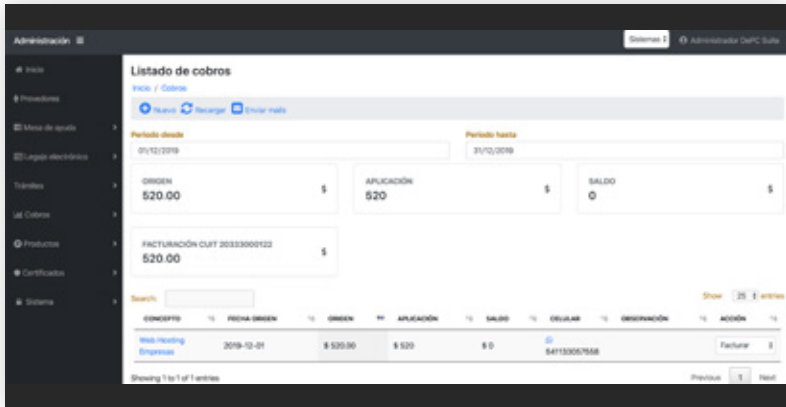 Administración
Sistemas
Administrador DePC Suite
Inicio
Proveedores
Mesa de ayuda
Legajo electrónico
Trámites
Cobros
Productos
Certificados
Sistema
Listado de cobros
Inicio / Cobros
Nuevo Recargar Enviar mails
Periodo desde
Periodo hasta
01/12/2019
31/12/2019
ORIGEN
520.00
$
APLICACIÓN
520
$
SALDO
0
$
FACTURACIÓN CUIT 20333000122
520.00
$
Search:
Show 25 entries
CONCEPTO FECHA ORIGEN ORIGEN APLICACIÓN SALDO CELULAR OBSERVACIÓN ACCIÓN
Web Hosting
Empresas
2019-12-01 $ 520.00 $ 520 $ 0
541133057558
Facturar
Showing 1 to 1 of 1 entries
Previous 1 Next